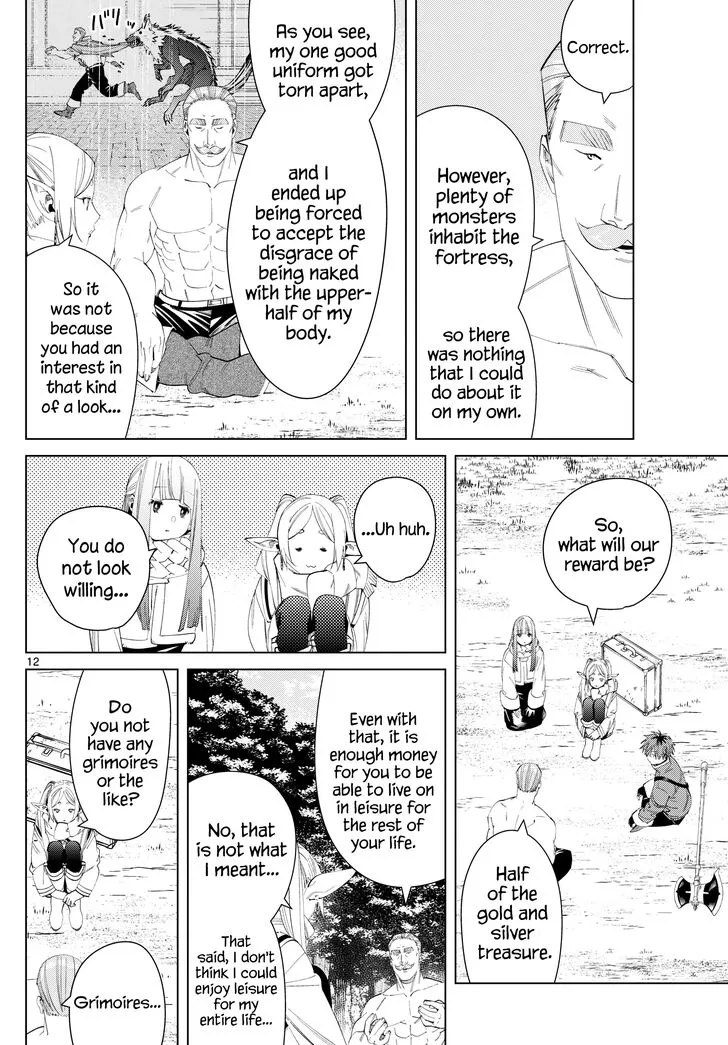 Correct.
However,
plenty of
monsters
inhabit the
fortress,
so there
was nothing
that I could
do about it
on my own.
As you see,
my one good
uniform got
torn apart,
and I
ended up
being forced
to accept the
disgrace of
being naked
with the upper-
half of my
body.
So it
was not
because
you had an
interest in
that kind
of a look...
So,
what will our
reward be?
Half
of the
gold and
silver
treasure.
...Uh huh.
You do
not look
willing...
Even with
that, it is
enough money
for you to be
able to live on
in leisure for
the rest of
your life.
No, that
is not what
I meant...
That
said, I don't
think I could
enjoy leisure
for my
entire life...
Do
you not
have any
grimoires
or the
like?
Grimoires...
12